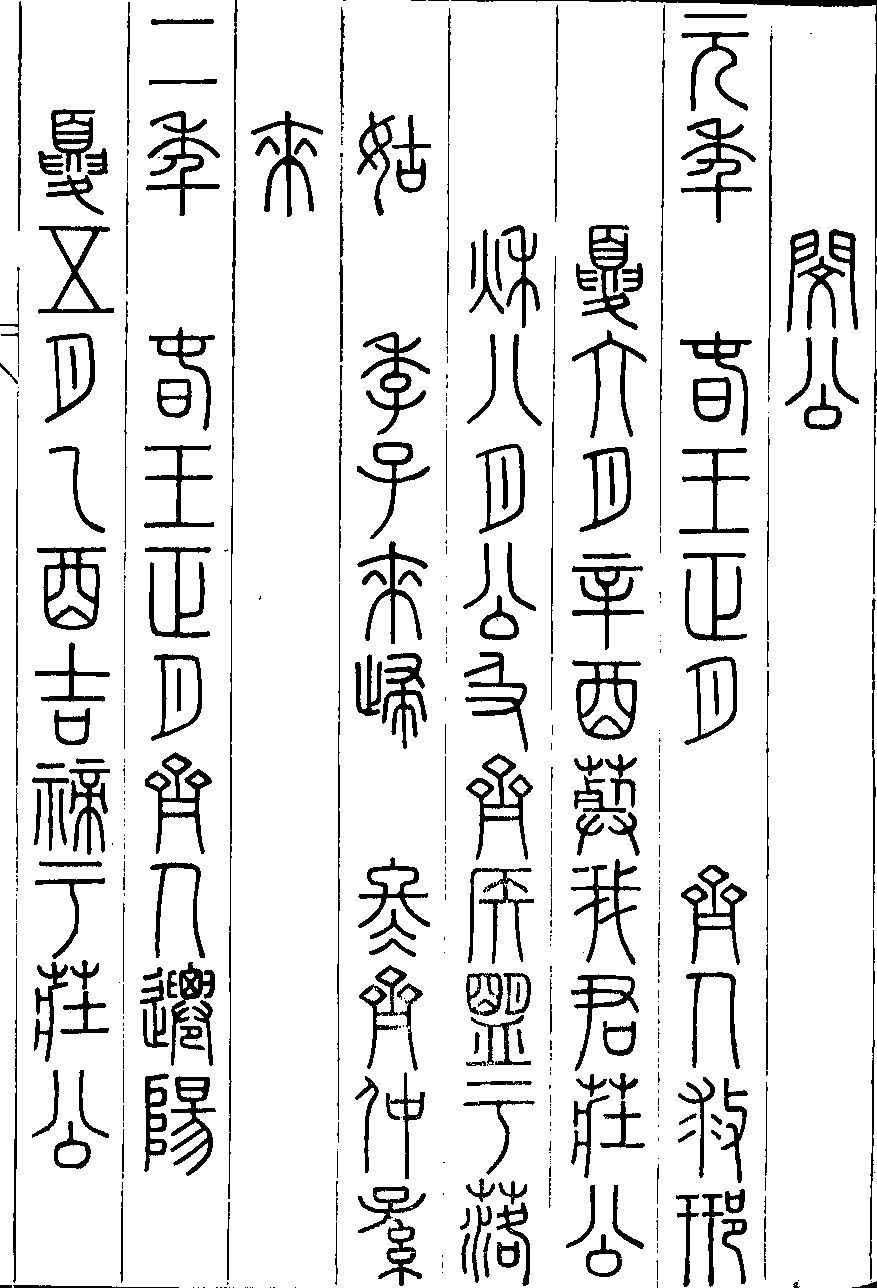 閔公
元年 春王正月 齊人救邢
夏六月辛酉葬我君莊公
秋八月公及齊矦盟于落
姑 季子來歸 冬齊仲孫
來
二年 春王正月齊人遷陽
夏五月乙酉吉禘于莊公